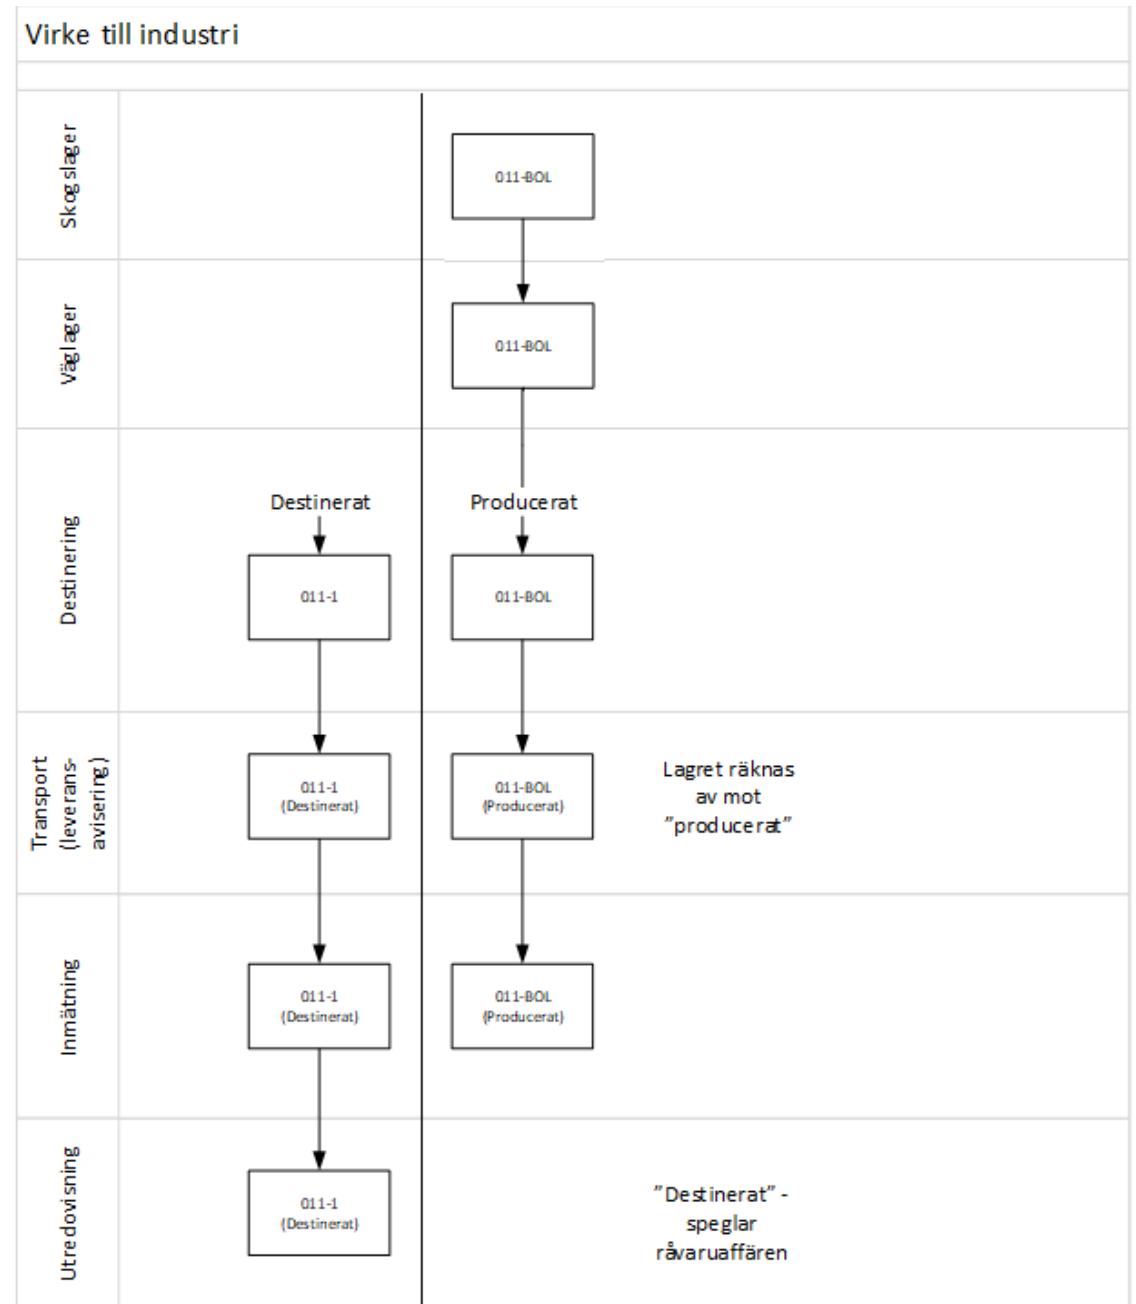 Virke till industri
Skogslager
011-BOL
Väglager
011-BOL
Destinering
Destinerat
Producerat
011-1
011-BOL
Transport
(leverans-
avisering)
011-1
(Destinerat)
011-BOL
(Producerat)
Lagret räknas
av mot
”producerat”
Inmätning
011-1
(Destinerat)
011-BOL
(Producerat)
Utredovisning
011-1
(Destinerat)
”Destinerat” -
speglar
råvaruaffären